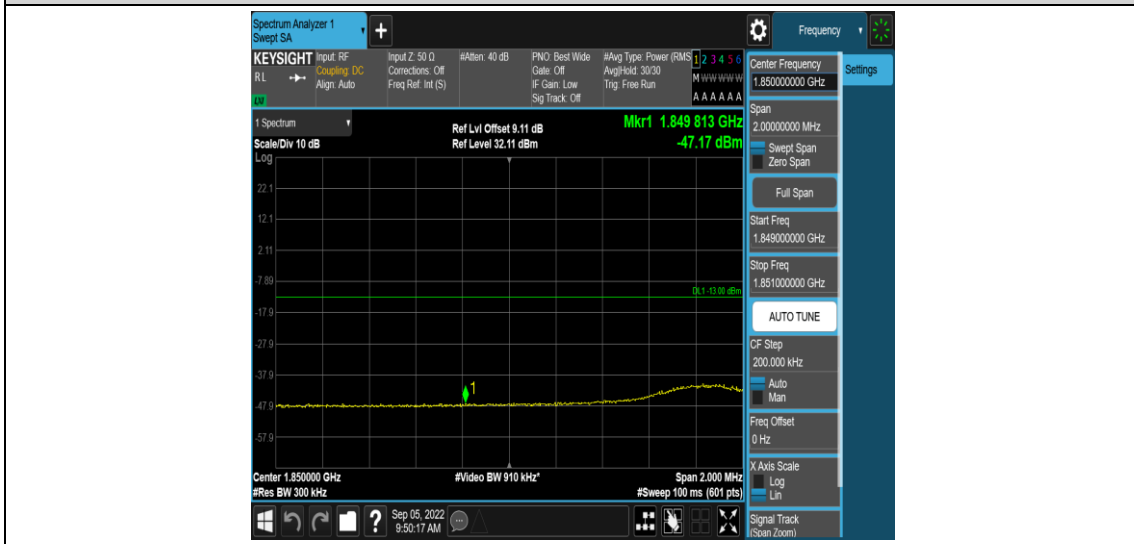 Spectrum Analyzer 1
Swept SA
+
Frequency
KEYSIGHT
RL
LXI
Input: RF
Coupling: DC
Align: Auto
Input Z: 50 Ω
Corrections: Off
Freq Ref: Int (S)
#Atten: 40 dB
PNO: Best Wide
Gate: Off
IF Gain: Low
Sig Track: Off
#Avg Type: Power (RMS
Avg|Hold: 30/30
Trig: Free Run
1 2 3 4 5 6
M W W W W W
A A A A A A
Center Frequency
1.850000000 GHz
Settings
1 Spectrum
Scale/Div 10 dB
Log
Ref Lvl Offset 9.11 dB
Ref Level 32.11 dBm
Mkr1 1.849 813 GHz
-47.17 dBm
22.1
12.1
2.11
-7.89
-17.9
-27.9
-37.9
-47.9
-57.9
DL1 -13.00 dBm
1
Span
2.00000000 MHz
Swept Span
Zero Span
Full Span
Start Freq
1.849000000 GHz
Stop Freq
1.851000000 GHz
AUTO TUNE
CF Step
200.000 kHz
Auto
Man
Freq Offset
0 Hz
X Axis Scale
Log
Lin
Signal Track
(Span Zoom)
Center 1.850000 GHz
#Res BW 300 kHz
#Video BW 910 kHz*
Span 2.000 MHz
#Sweep 100 ms (601 pts)
?
Sep 05, 2022
9:50:17 AM